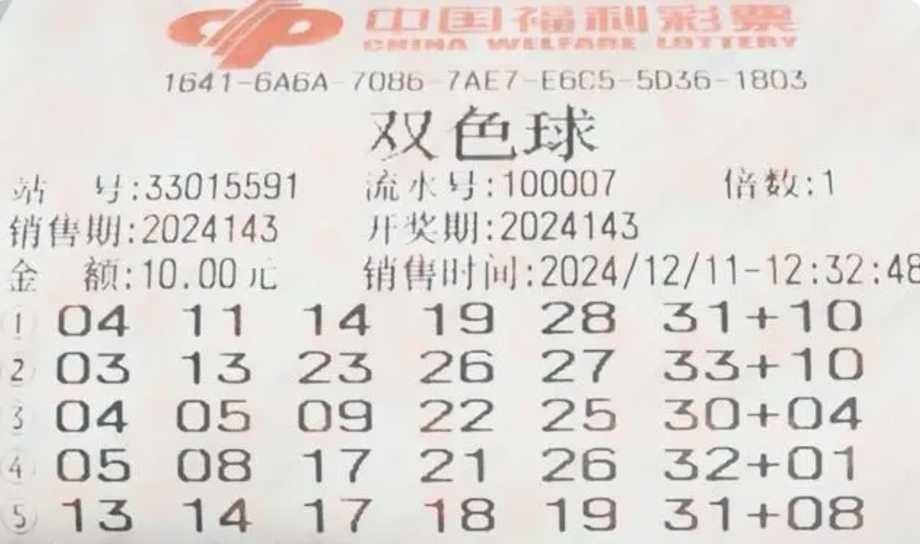 中国福利彩票
CHINA WELFARE LOTTERY
1641-6A6A-7086-7AE7-E6C5-5D36-1803
双色球
站 号:33015591 流水号:100007 倍数:1
销售期:2024143 开奖期:2024143
金 额:10.00元 销售时间:2024/12/11-12:32:48
① 04 11 14 19 28 31+10
② 03 13 23 26 27 33+10
③ 04 05 09 22 25 30+04
④ 05 08 17 21 26 32+01
⑤ 13 14 17 18 19 31+08